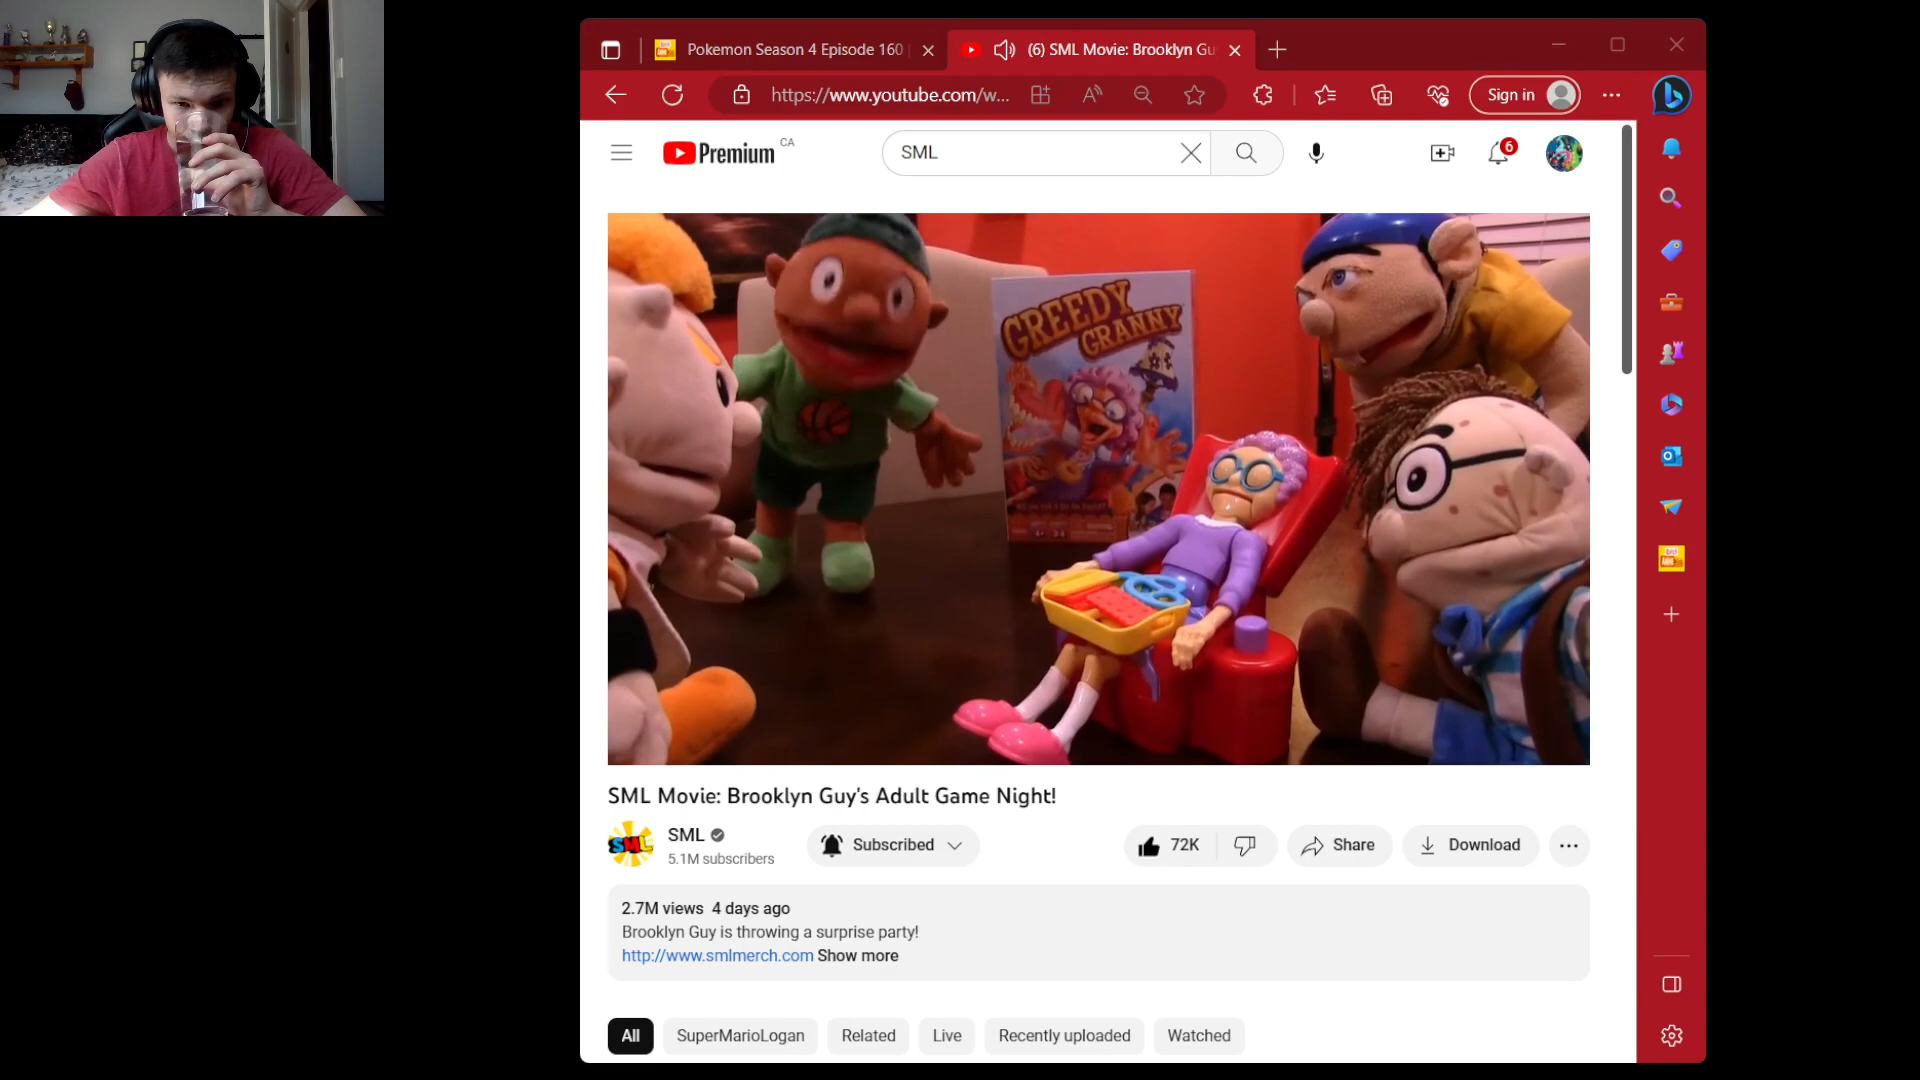 Pokemon Season 4 Episode 160
(6) SML Movie: Brooklyn Gu
https://www.youtube.com/w...
Sign in
Premium CA
SML
6
GREEDY
GRANNY
SML Movie: Brooklyn Guy's Adult Game Night!
SML
SML
5.1M subscribers
Subscribed
72K
Share
Download
2.7M views 4 days ago
Brooklyn Guy is throwing a surprise party!
http://www.smlmerch.com Show more
All
SuperMarioLogan
Related
Live
Recently uploaded
Watched